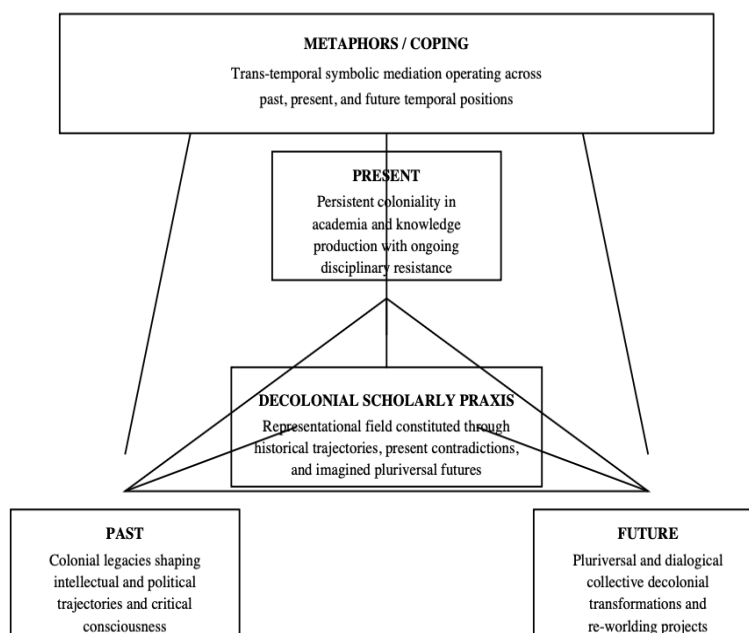 METAPHORS / COPING
Trans-temporal symbolic mediation operating across
past, present, and future temporal positions
PRESENT
Persistent coloniality in
academia and knowledge
production with ongoing
disciplinary resistance
DECOLONIAL SCHOLARLY PRAXIS
Representational field constituted through
historical trajectories, present contradictions,
and imagined pluriversal futures
PAST
Colonial legacies shaping
intellectual and political
trajectories and critical
consciousness
FUTURE
Pluriversal and dialogical
collective decolonial
transformations and
re-worlding projects